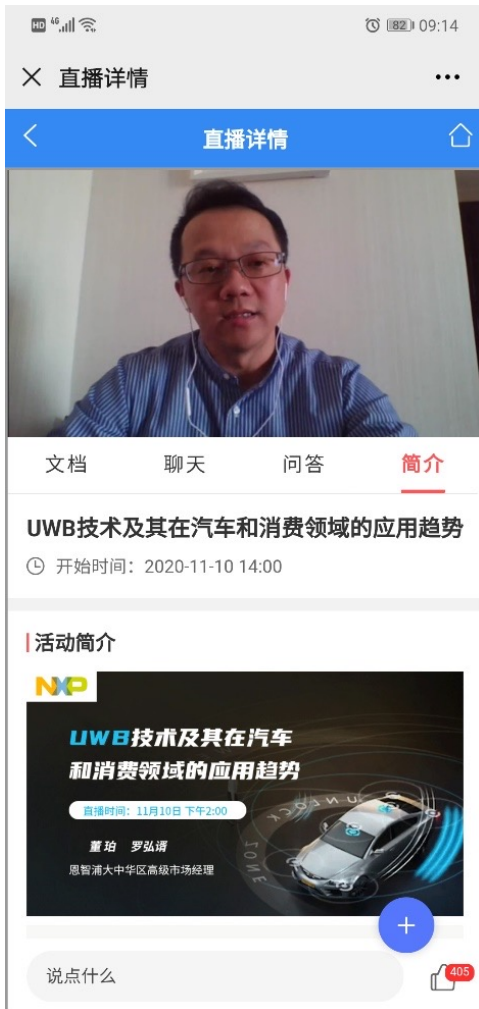 HD 4G 82 09:14
直播详情
直播详情
文档 聊天 问答 简介
UWB技术及其在汽车和消费领域的应用趋势
开始时间：2020-11-10 14:00
活动简介
NXP
UWB技术及其在汽车
和消费领域的应用趋势
直播时间：11月10日 下午2:00
董珀 罗弘谞
恩智浦大中华区高级市场经理
UNLOCK
ZONE
说点什么
405